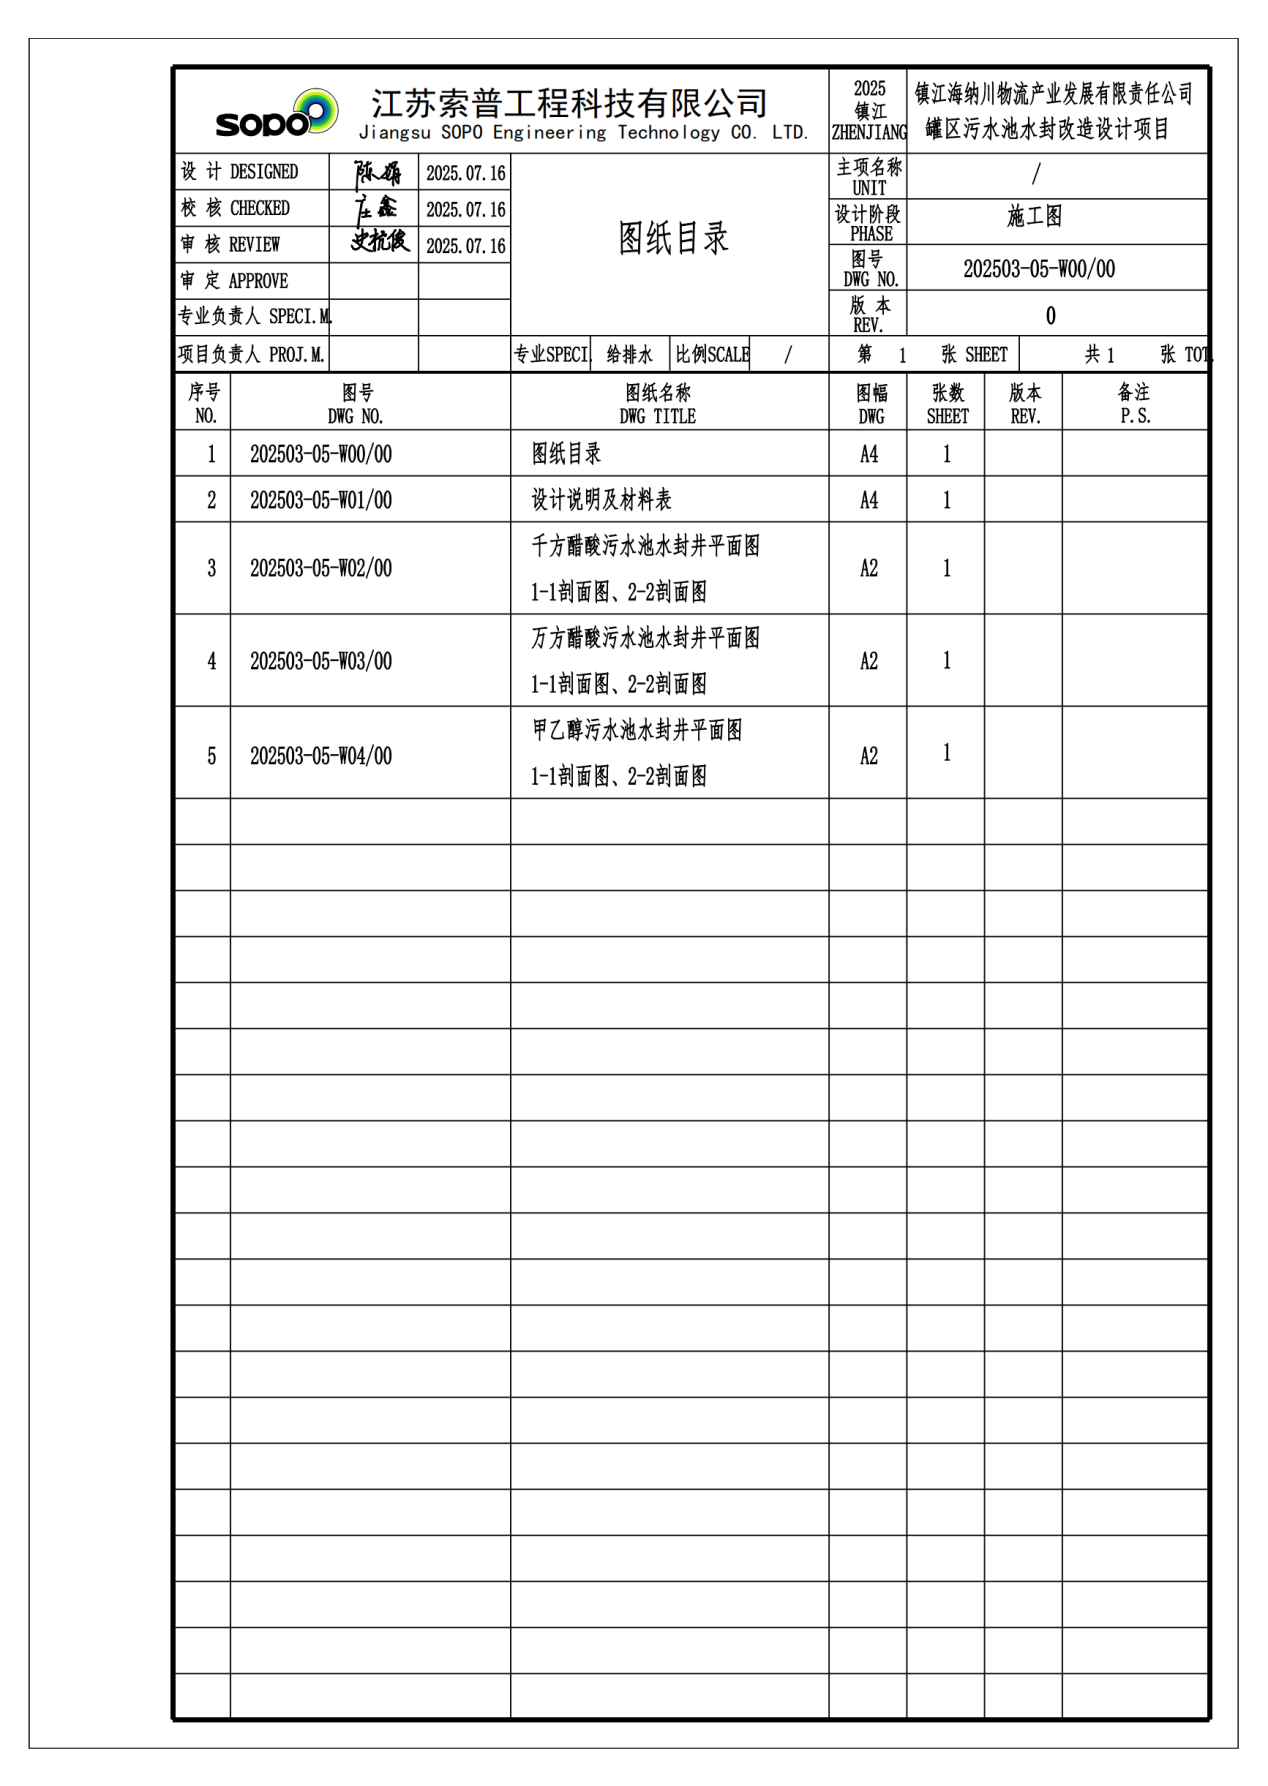 SOPO
江苏索普工程科技有限公司
Jiangsu SOPO Engineering Technology CO. LTD.
2025
镇江
ZHENJIANG
镇江海纳川物流产业发展有限责任公司
罐区污水池水封改造设计项目
设 计 DESIGNED 2025.07.16
校 核 CHECKED 庄鑫 2025.07.16
审 核 REVIEW 史抗俊 2025.07.16
审 定 APPROVE
专业负责人 SPECI.M.
项目负责人 PROJ.M.
图纸目录
主项名称
UNIT
/
设计阶段
PHASE
施工图
图号
DWG NO.
202503-05-W00/00
版 本
REV.
0
专业SPECI. 给排水 比例SCALE / 第 1 张 SHEET 共 1 张 TOT.
序号 图号 图纸名称 图幅 张数 版本 备注
NO. DWG NO. DWG TITLE DWG SHEET REV. P.S.
1 202503-05-W00/00 图纸目录 A4 1
2 202503-05-W01/00 设计说明及材料表 A4 1
3 202503-05-W02/00 千方醋酸污水池水封井平面图 A2 1
1-1剖面图、2-2剖面图
4 202503-05-W03/00 万方醋酸污水池水封井平面图 A2 1
1-1剖面图、2-2剖面图
5 202503-05-W04/00 甲乙醇污水池水封井平面图 A2 1
1-1剖面图、2-2剖面图